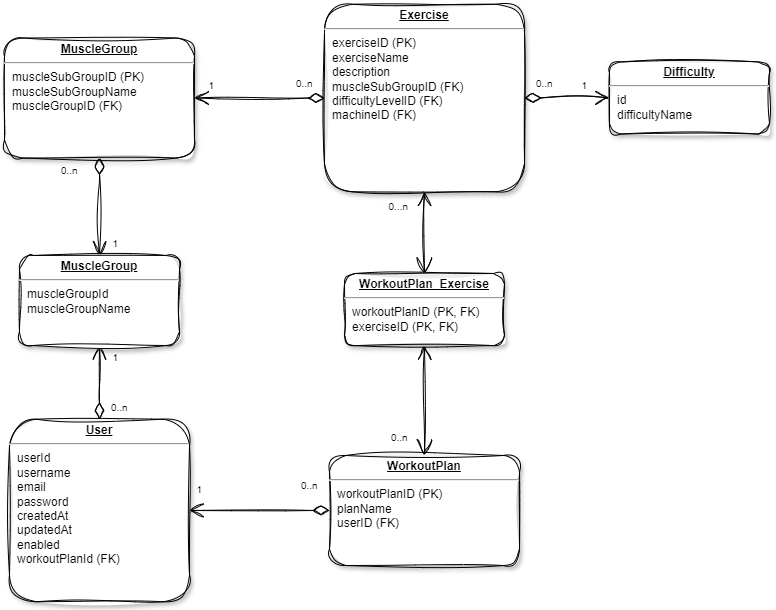 Exercise
exerciseID (PK)
exerciseName
description
muscleSubGroupID (FK)
difficultyLevelID (FK)
machineID (FK)
MuscleGroup
muscleSubGroupID (PK)
muscleSubGroupName
muscleGroupID (FK)
1
0..n
0..n
1
Difficulty
id
difficultyName
0..n
1
0...n
MuscleGroup
muscleGroupId
muscleGroupName
WorkoutPlan_Exercise
workoutPlanID (PK, FK)
exerciseID (PK, FK)
1
0..n
0..n
User
userId
username
email
password
createdAt
updatedAt
enabled
workoutPlanId (FK)
1
0..n
WorkoutPlan
workoutPlanID (PK)
planName
userID (FK)